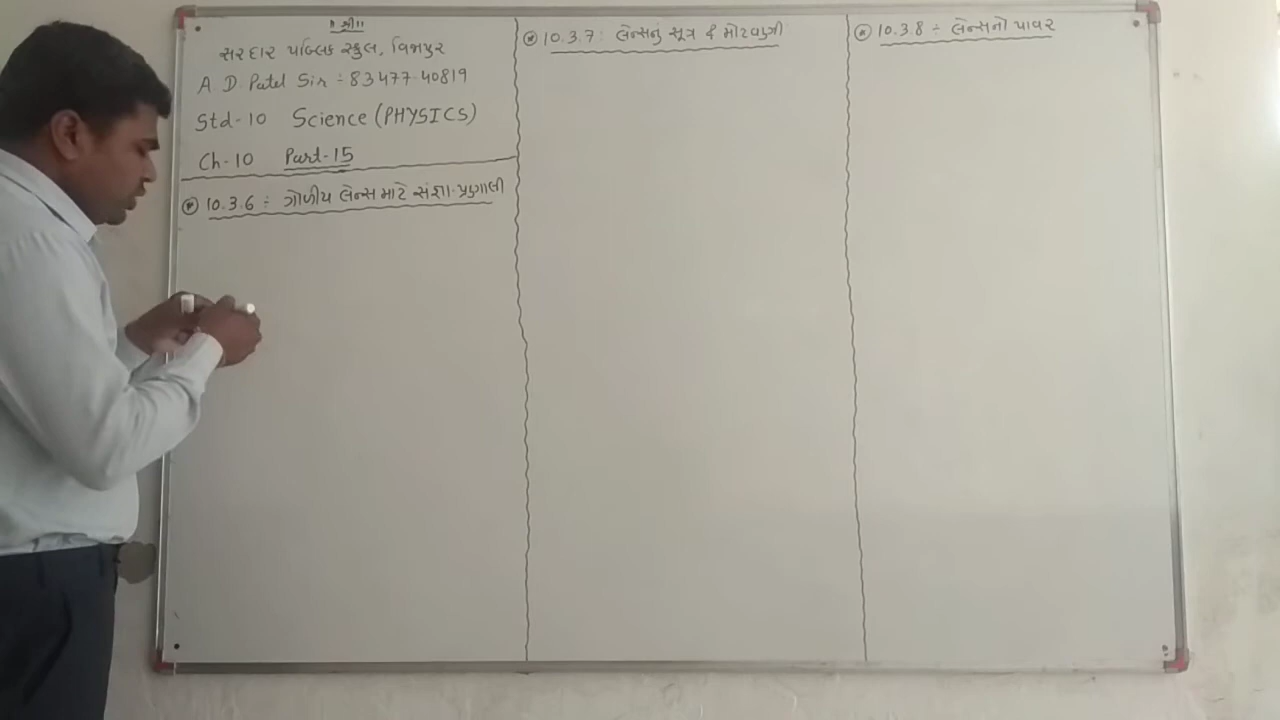 ॥ શ્રી ॥
સરદાર પબ્લિક સ્કુલ, વિજાપુર
A D Patel Sir :- 83477-40819
Std-10 Science (PHYSICS)
Ch-10 Part-15
* 10.3.6 :- ગોળીય લેન્સ માટે સંજ્ઞા-પ્રણાલી
* 10.3.7 : લેન્સનું સૂત્ર & મોટવણી
* 10.3.8 :- લેન્સનો પાવર